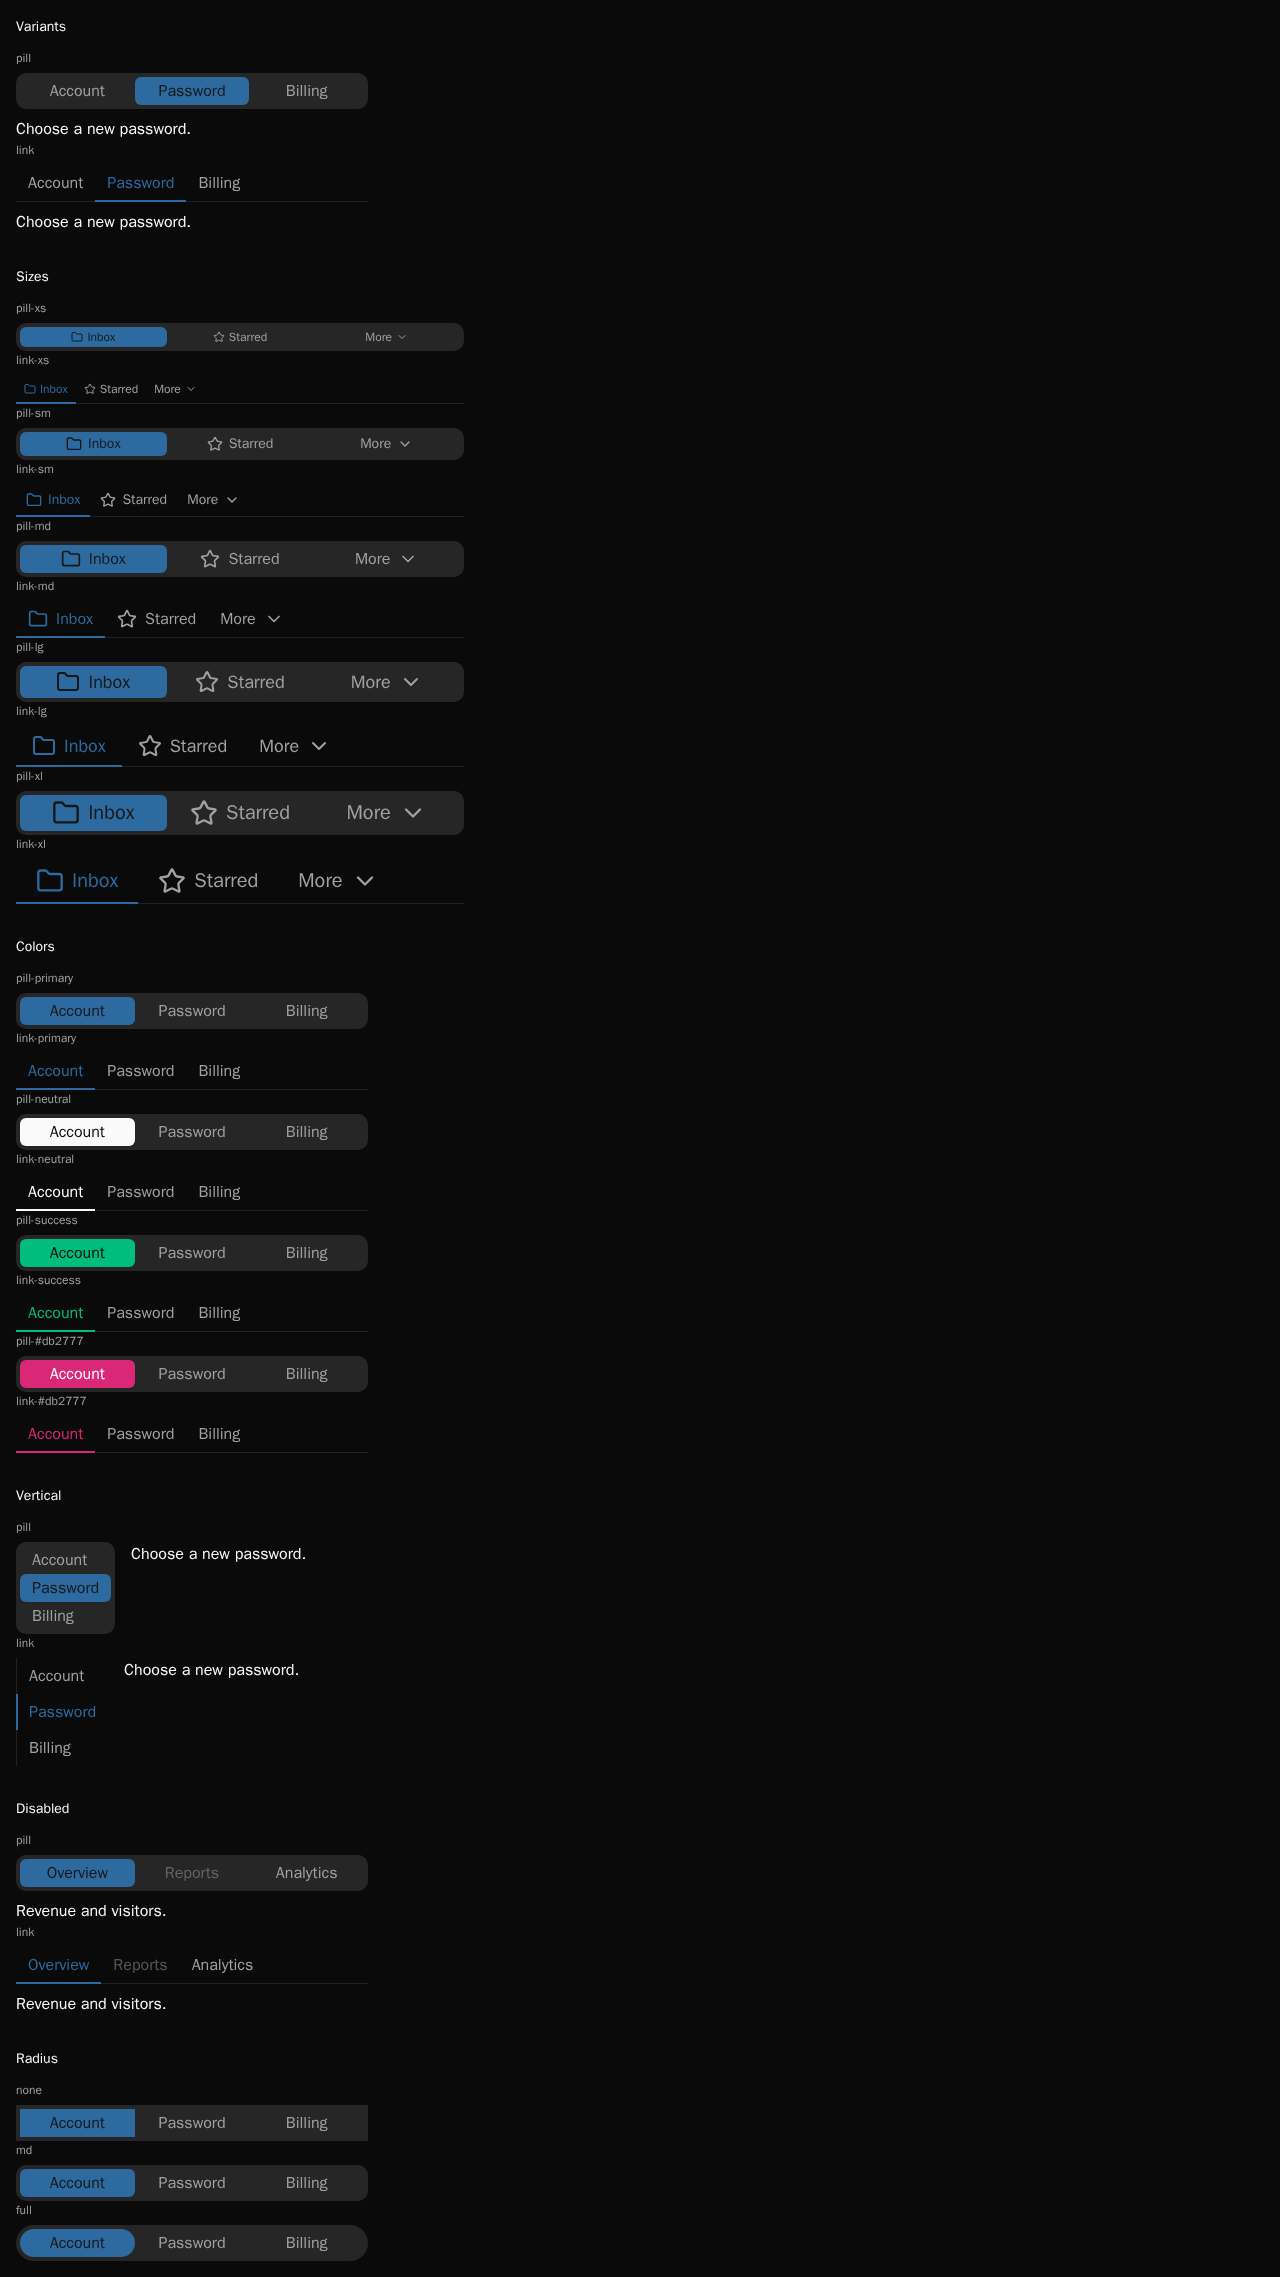 Variants
pill
Account Password Billing
Choose a new password.
link
Account Password Billing
Choose a new password.
Sizes
pill-xs
Inbox Starred More
link-xs
Inbox Starred More
pill-sm
Inbox Starred More
link-sm
Inbox Starred More
pill-md
Inbox Starred More
link-md
Inbox Starred More
pill-lg
Inbox Starred More
link-lg
Inbox Starred More
pill-xl
Inbox Starred More
link-xl
Inbox Starred More
Colors
pill-primary
Account Password Billing
link-primary
Account Password Billing
pill-neutral
Account Password Billing
link-neutral
Account Password Billing
pill-success
Account Password Billing
link-success
Account Password Billing
pill-#db2777
Account Password Billing
link-#db2777
Account Password Billing
Vertical
pill
Account
Choose a new password.
Password
Billing
link
Account
Choose a new password.
Password
Billing
Disabled
pill
Overview Reports Analytics
Revenue and visitors.
link
Overview Reports Analytics
Revenue and visitors.
Radius
none
Account Password Billing
md
Account Password Billing
full
Account Password Billing